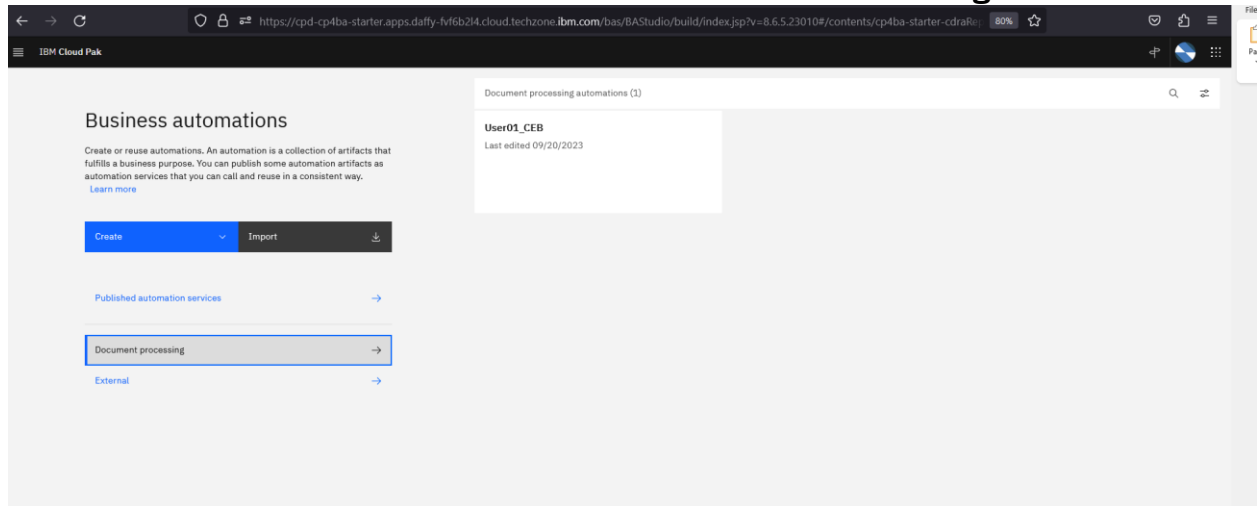 File
https://cpd-cp4ba-starter.apps.daffy-fvf6b2l4.cloud.techzone.ibm.com/bas/BAStudio/build/index.jsp?v=8.6.5.23010#/contents/cp4ba-starter-cdraRe 80%
IBM Cloud Pak
Pa
Document processing automations (1)
Business automations
Create or reuse automations. An automation is a collection of artifacts that
fulfills a business purpose. You can publish some automation artifacts as
automation services that you can call and reuse in a consistent way.
Learn more
User01_CEB
Last edited 09/20/2023
Create
Import
Published automation services
Document processing
External